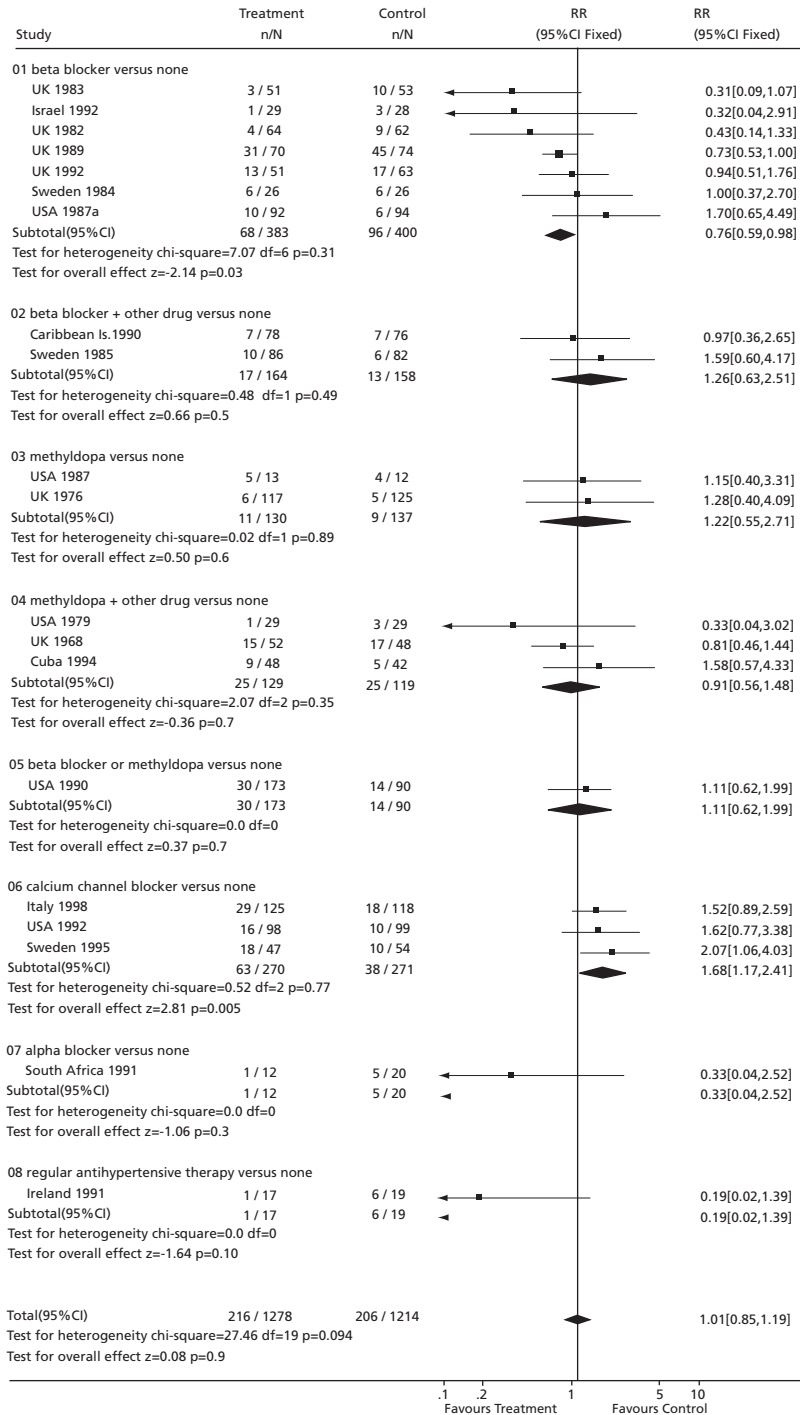 Treatment Control RR RR
Study n/N n/N (95%CI Fixed) (95%CI Fixed)
01 beta blocker versus none
UK 1983 3 / 51 10 / 53 0.31[0.09,1.07]
Israel 1992 1 / 29 3 / 28 0.32[0.04,2.91]
UK 1982 4 / 64 9 / 62 0.43[0.14,1.33]
UK 1989 31 / 70 45 / 74 0.73[0.53,1.00]
UK 1992 13 / 51 17 / 63 0.94[0.51,1.76]
Sweden 1984 6 / 26 6 / 26 1.00[0.37,2.70]
USA 1987a 10 / 92 6 / 94 1.70[0.65,4.49]
Subtotal(95%CI) 68 / 383 96 / 400 0.76[0.59,0.98]
Test for heterogeneity chi-square=7.07 df=6 p=0.31
Test for overall effect z=-2.14 p=0.03
02 beta blocker + other drug versus none
Caribbean Is.1990 7 / 78 7 / 76 0.97[0.36,2.65]
Sweden 1985 10 / 86 6 / 82 1.59[0.60,4.17]
Subtotal(95%CI) 17 / 164 13 / 158 1.26[0.63,2.51]
Test for heterogeneity chi-square=0.48 df=1 p=0.49
Test for overall effect z=0.66 p=0.5
03 methyldopa versus none
USA 1987 5 / 13 4 / 12 1.15[0.40,3.31]
UK 1976 6 / 117 5 / 125 1.28[0.40,4.09]
Subtotal(95%CI) 11 / 130 9 / 137 1.22[0.55,2.71]
Test for heterogeneity chi-square=0.02 df=1 p=0.89
Test for overall effect z=0.50 p=0.6
04 methyldopa + other drug versus none
USA 1979 1 / 29 3 / 29 0.33[0.04,3.02]
UK 1968 15 / 52 17 / 48 0.81[0.46,1.44]
Cuba 1994 9 / 48 5 / 42 1.58[0.57,4.33]
Subtotal(95%CI) 25 / 129 25 / 119 0.91[0.56,1.48]
Test for heterogeneity chi-square=2.07 df=2 p=0.35
Test for overall effect z=-0.36 p=0.7
05 beta blocker or methyldopa versus none
USA 1990 30 / 173 14 / 90 1.11[0.62,1.99]
Subtotal(95%CI) 30 / 173 14 / 90 1.11[0.62,1.99]
Test for heterogeneity chi-square=0.0 df=0
Test for overall effect z=0.37 p=0.7
06 calcium channel blocker versus none
Italy 1998 29 / 125 18 / 118 1.52[0.89,2.59]
USA 1992 16 / 98 10 / 99 1.62[0.77,3.38]
Sweden 1995 18 / 47 10 / 54 2.07[1.06,4.03]
Subtotal(95%CI) 63 / 270 38 / 271 1.68[1.17,2.41]
Test for heterogeneity chi-square=0.52 df=2 p=0.77
Test for overall effect z=2.81 p=0.005
07 alpha blocker versus none
South Africa 1991 1 / 12 5 / 20 0.33[0.04,2.52]
Subtotal(95%CI) 1 / 12 5 / 20 0.33[0.04,2.52]
Test for heterogeneity chi-square=0.0 df=0
Test for overall effect z=-1.06 p=0.3
08 regular antihypertensive therapy versus none
Ireland 1991 1 / 17 6 / 19 0.19[0.02,1.39]
Subtotal(95%CI) 1 / 17 6 / 19 0.19[0.02,1.39]
Test for heterogeneity chi-square=0.0 df=0
Test for overall effect z=-1.64 p=0.10
Total(95%CI) 216 / 1278 206 / 1214 1.01[0.85,1.19]
Test for heterogeneity chi-square=27.46 df=19 p=0.094
Test for overall effect z=0.08 p=0.9
.1 .2 1 5 10
Favours Treatment Favours Control